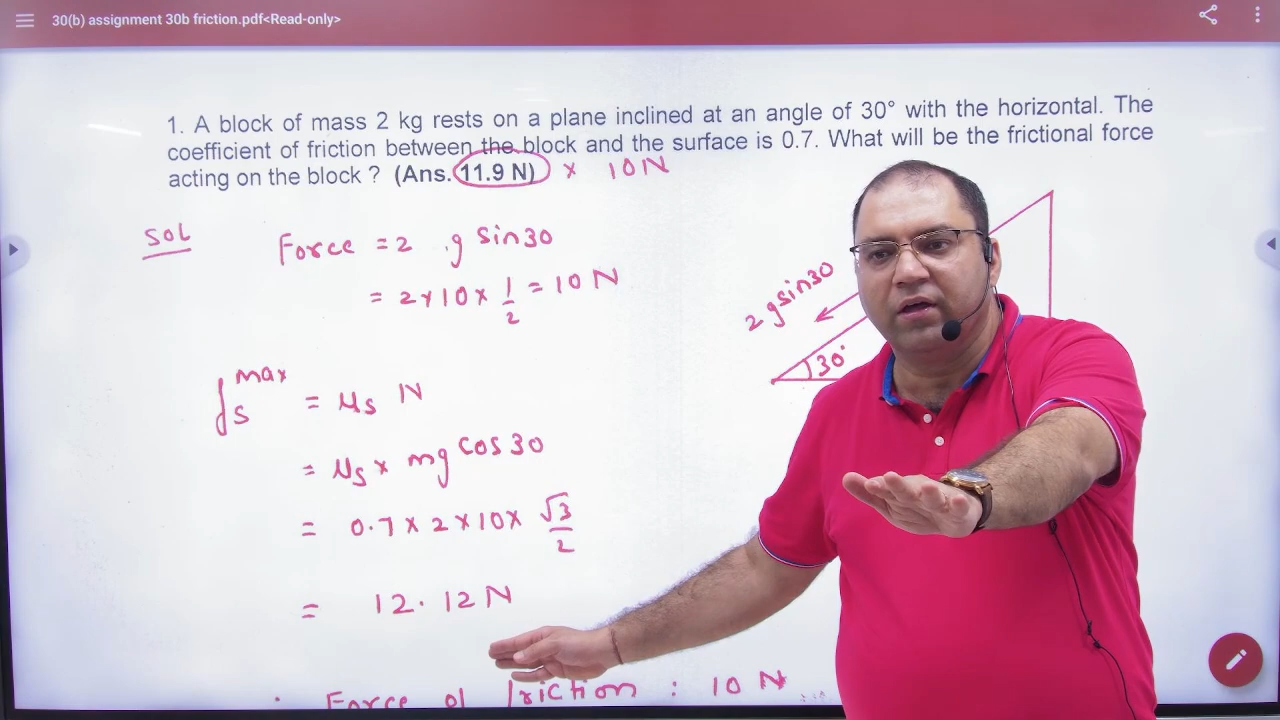 30(b) assignment 30b friction.pdf<Read-only>
1. A block of mass 2 kg rests on a plane inclined at an angle of 30° with the horizontal. The
coefficient of friction between the block and the surface is 0.7. What will be the frictional force
acting on the block ? (Ans. 11.9 N) × 10N
Sol
Force = 2 .g sin30
= 2×10× 1/2 = 10 N
2gsin30
30°
fs max = μs N
= μs × mg cos 30
= 0.7 × 2 × 10 × √3/2
= 12.12N
Force of friction : 10 N